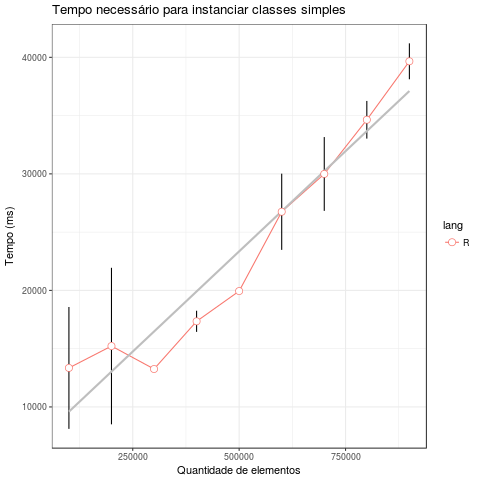 Tempo necessário para instanciar classes simples
40000
30000
20000
10000
Tempo (ms)
250000
500000
750000
Quantidade de elementos
lang
R